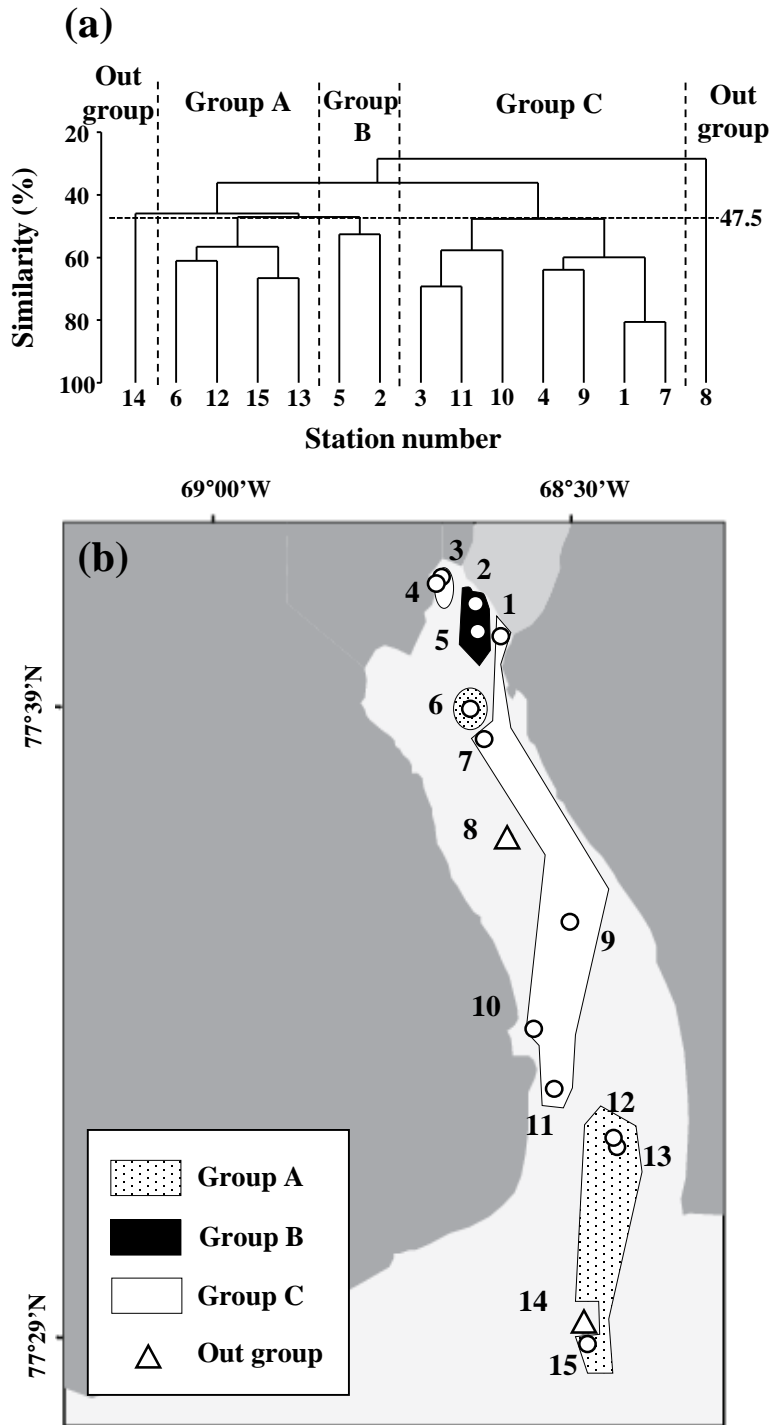 (a)
Out group
Group A
Group B
Group C
Out group
Similarity (%)
20
40
60
80
100
47.5
14 6 12 15 13 5 2 3 11 10 4 9 1 7 8
Station number
69°00’W 68°30’W
(b)
77°39’N
77°29’N
3
2
4
1
5
6
7
8
9
10
11
12
13
14
15
Group A
Group B
Group C
Out group